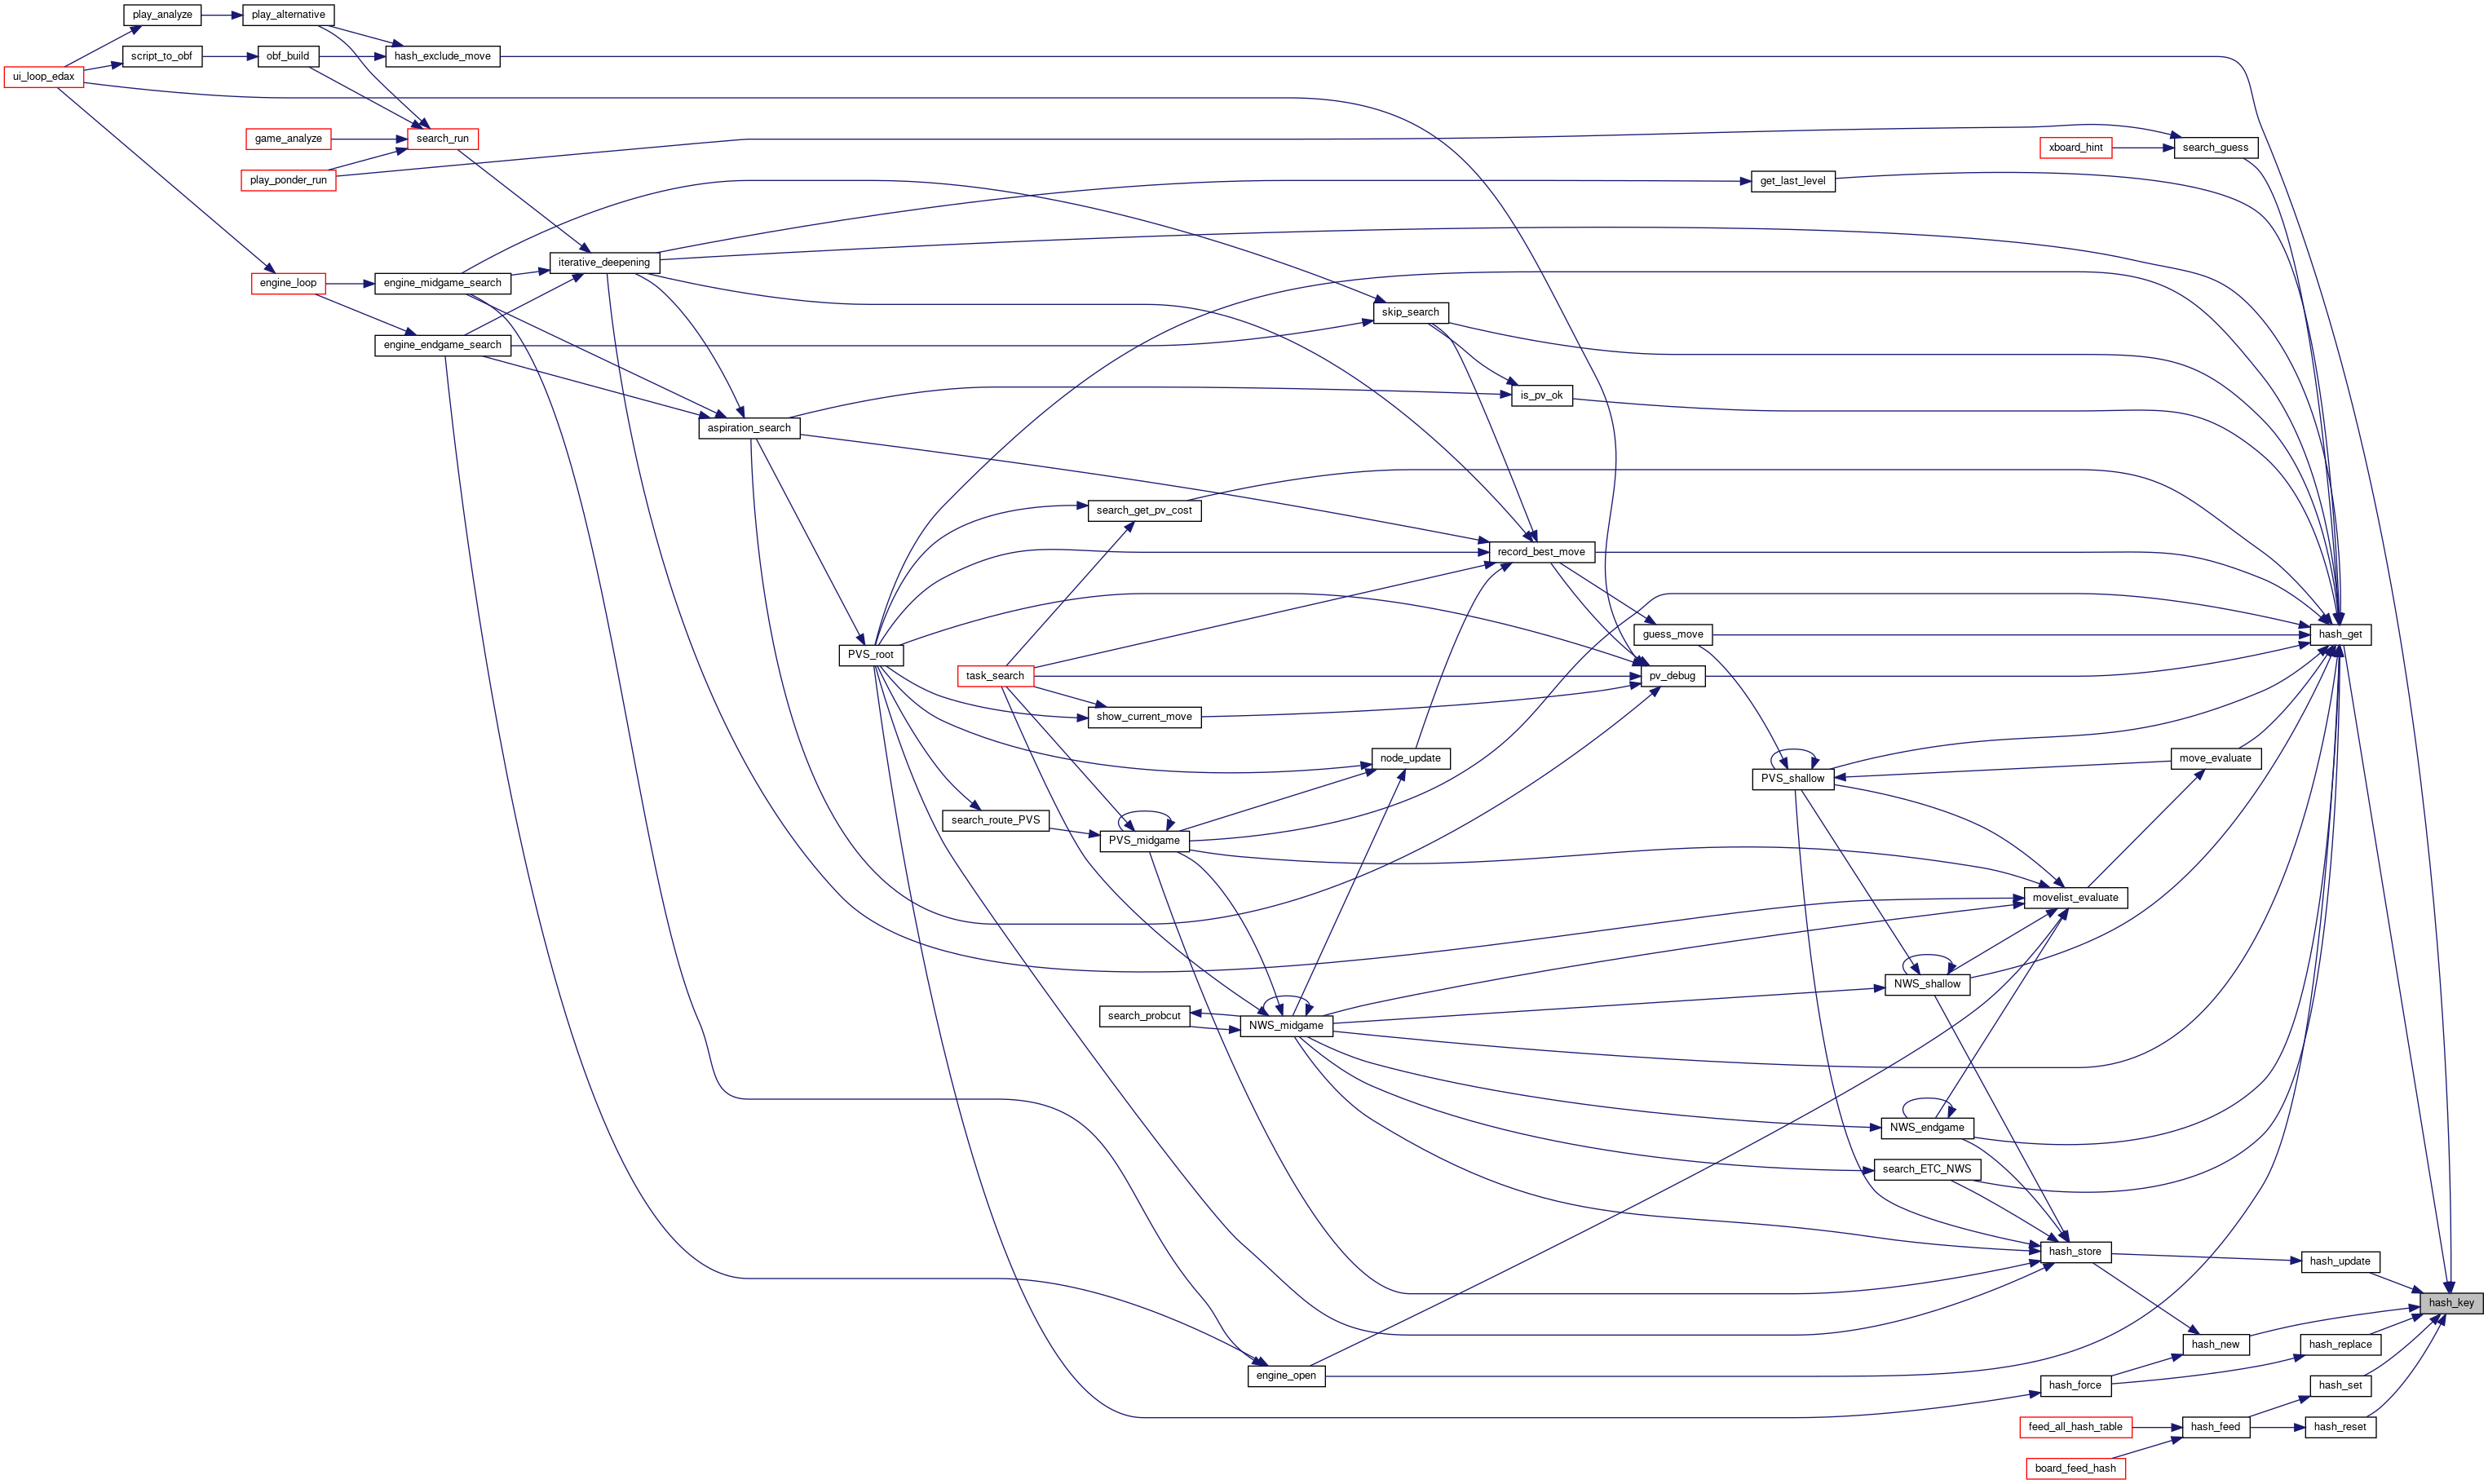 play_analyze
play_alternative
script_to_obf
obf_build
hash_exclude_move
ui_loop_edax
game_analyze
search_run
xboard_hint
search_guess
play_ponder_run
get_last_level
iterative_deepening
engine_loop
engine_midgame_search
skip_search
engine_endgame_search
is_pv_ok
aspiration_search
search_get_pv_cost
record_best_move
guess_move
hash_get
PVS_root
task_search
pv_debug
show_current_move
node_update
move_evaluate
PVS_shallow
search_route_PVS
PVS_midgame
movelist_evaluate
NWS_shallow
search_probcut
NWS_midgame
NWS_endgame
search_ETC_NWS
hash_store
hash_update
hash_key
hash_new
hash_replace
engine_open
hash_force
hash_set
feed_all_hash_table
hash_feed
hash_reset
board_feed_hash